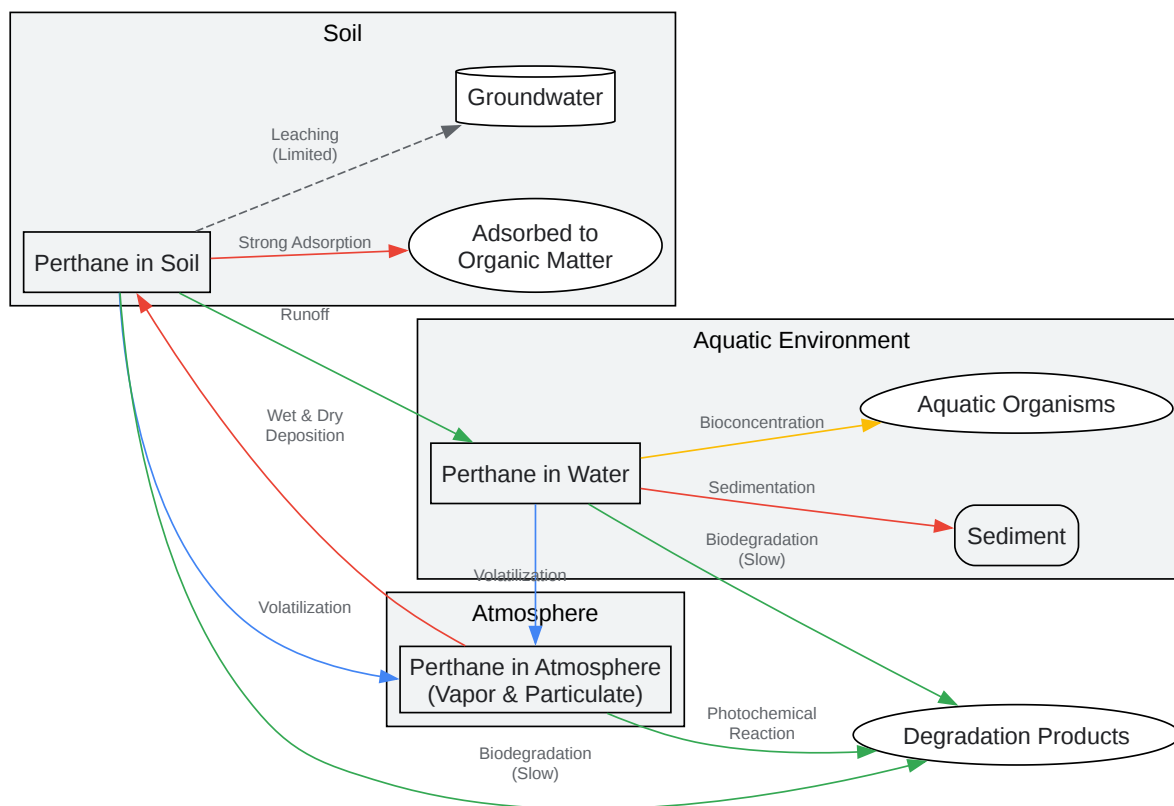 Soil
Groundwater
Leaching
(Limited)
Adsorbed to
Organic Matter
Strong Adsorption
Perthane in Soil
Runoff
Aquatic Environment
Wet & Dry
Deposition
Aquatic Organisms
Bioconcentration
Perthane in Water
Sedimentation
Sediment
Biodegradation
(Slow)
Volatilization
Volatilization
Atmosphere
Perthane in Atmosphere
(Vapor & Particulate)
Photochemical
Reaction
Degradation Products
Biodegradation
(Slow)